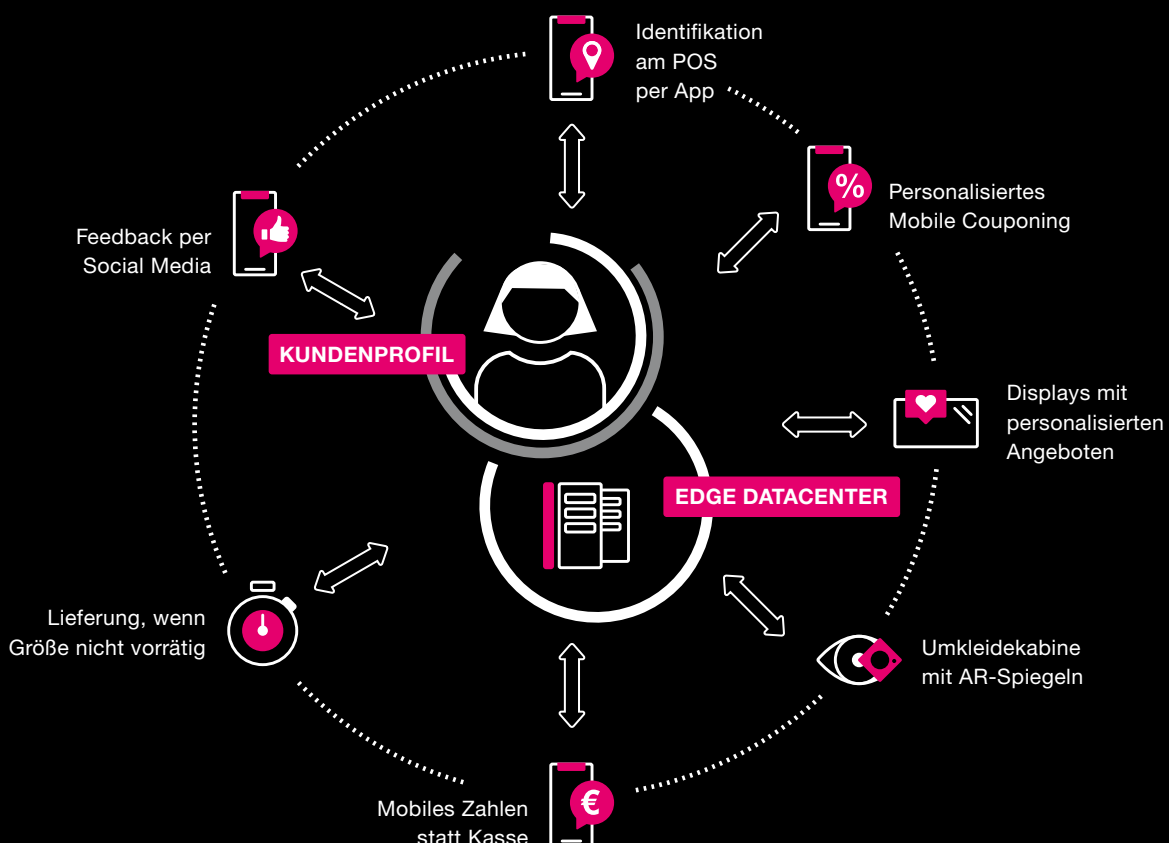 Identifikation
am POS
per App
%
Personalisiertes
Mobile Couponing
Feedback per
Social Media
KUNDENPROFIL
Displays mit
personalisierten
Angeboten
EDGE DATACENTER
Lieferung, wenn
Größe nicht vorrätig
Umkleidekabine
mit AR-Spiegeln
Mobiles Zahlen
statt Kasse
€